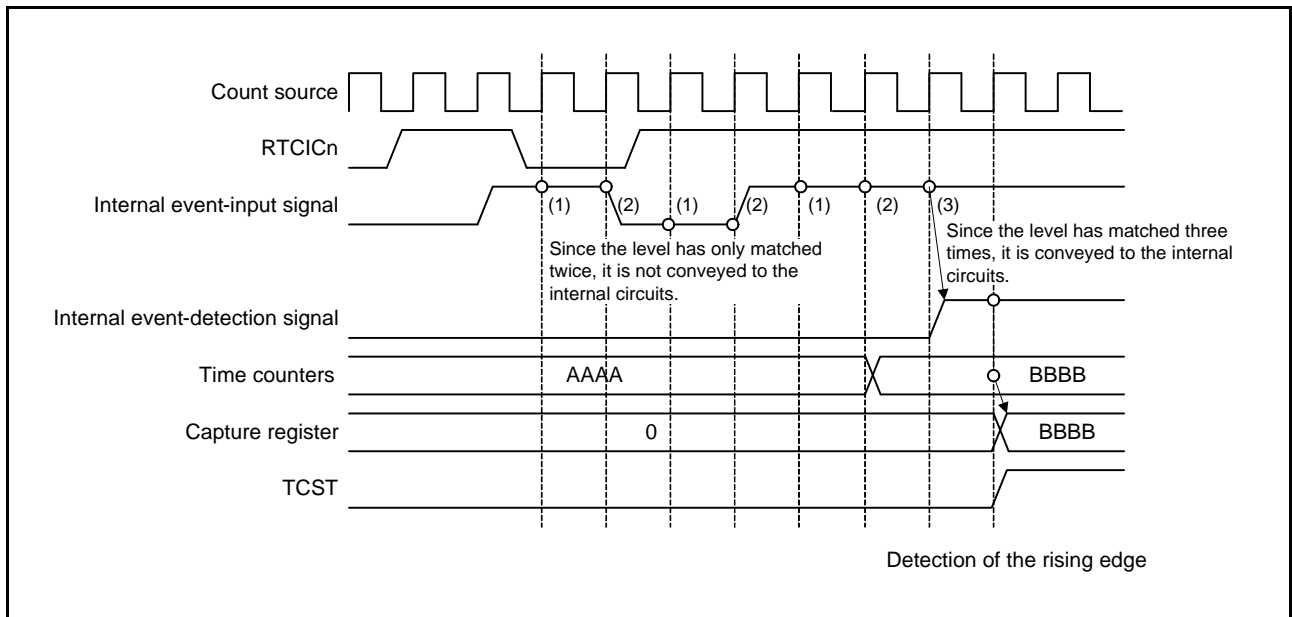 Count source
RTCICn
Internal event-input signal
(1)
(2)
(1)
(2)
(1)
(2)
(3)
Since the level has only matched
twice, it is not conveyed to the
internal circuits.
Since the level has matched three
times, it is conveyed to the internal
circuits.
Internal event-detection signal
Time counters
AAAA
BBBB
Capture register
0
BBBB
TCST
Detection of the rising edge